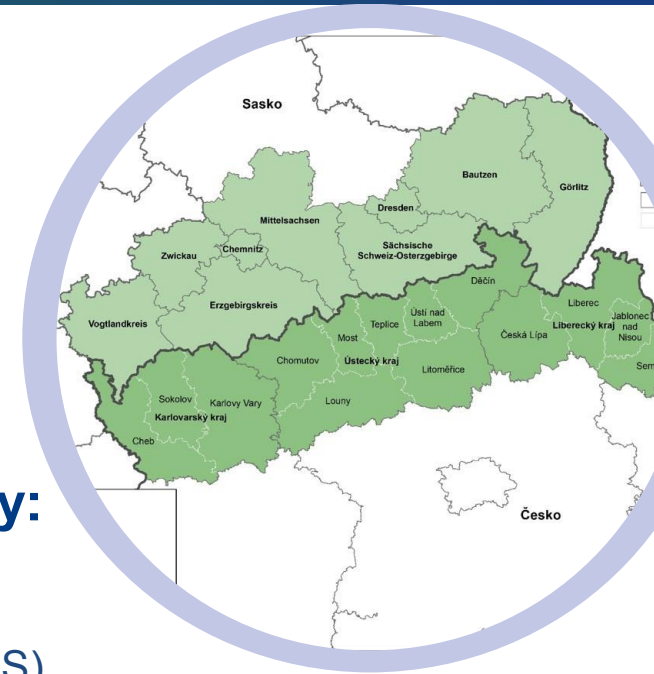 Sasko
Bautzen
Görlitz
Dresden
Mittelsachsen
Chemnitz
Zwickau
Sächsische
Schweiz-Osterzgebirge
Erzgebirgskreis
Vogtlandkreis
Děčín
Liberec
Ústí nad
Labem
Teplice
Jablonec
nad
Nisou
Liberecký kraj
Česká Lípa
Most
Chomutov
Ústecký kraj
Litoměřice
Sem
Sokolov
Karlovy Vary
Louny
Karlovarský kraj
Cheb
y:
Česko
S)